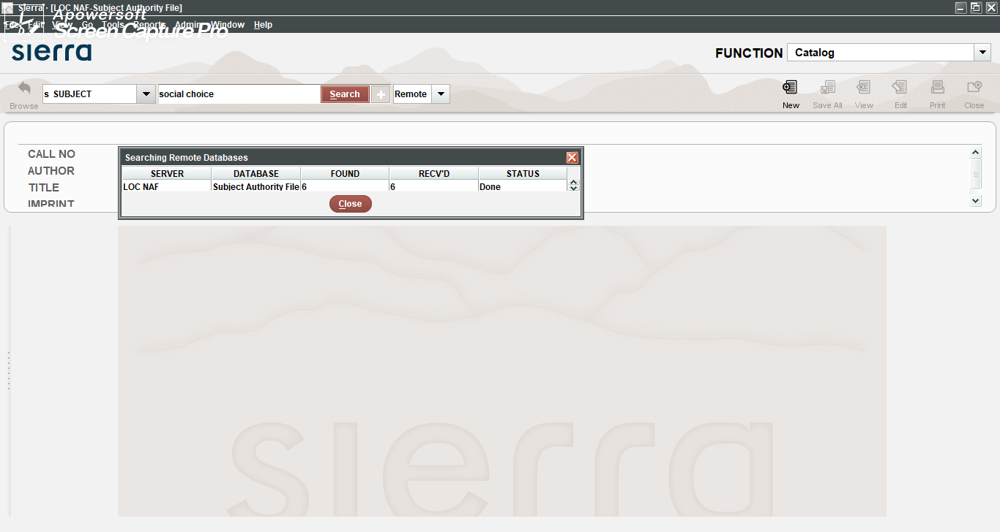 Sierra · [LOC NAF-Subject Authority File]
Apowersoft
Screen Capture Pro
File Edit View Go Tools Reports Admin Window Help
sierra
FUNCTION Catalog
s SUBJECT social choice Search + Remote
Browse New Save All View Edit Print Close
CALL NO
AUTHOR
TITLE
IMPRINT
Searching Remote Databases
SERVER DATABASE FOUND RECV'D STATUS
LOC NAF Subject Authority File 6 6 Done
Close
sierra